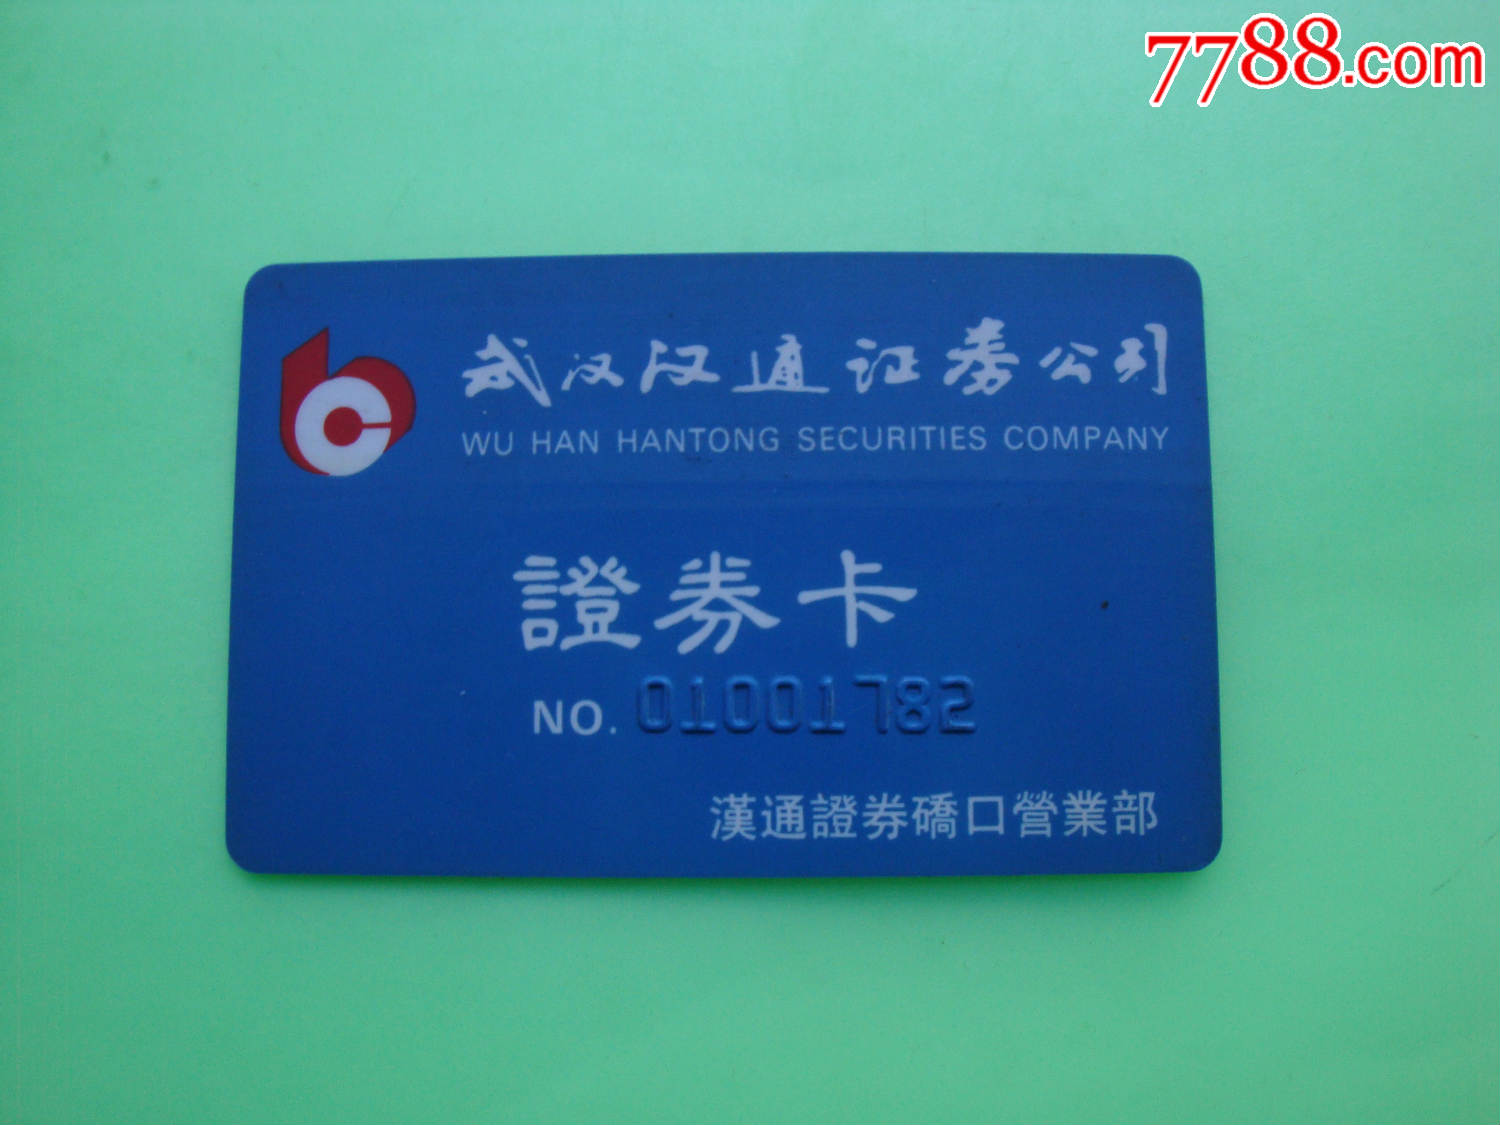 7788.com
武汉汉通证券公司
WU HAN HANTONG SECURITIES COMPANY
證券卡
NO. 01001782
漢通證券礄口營業部